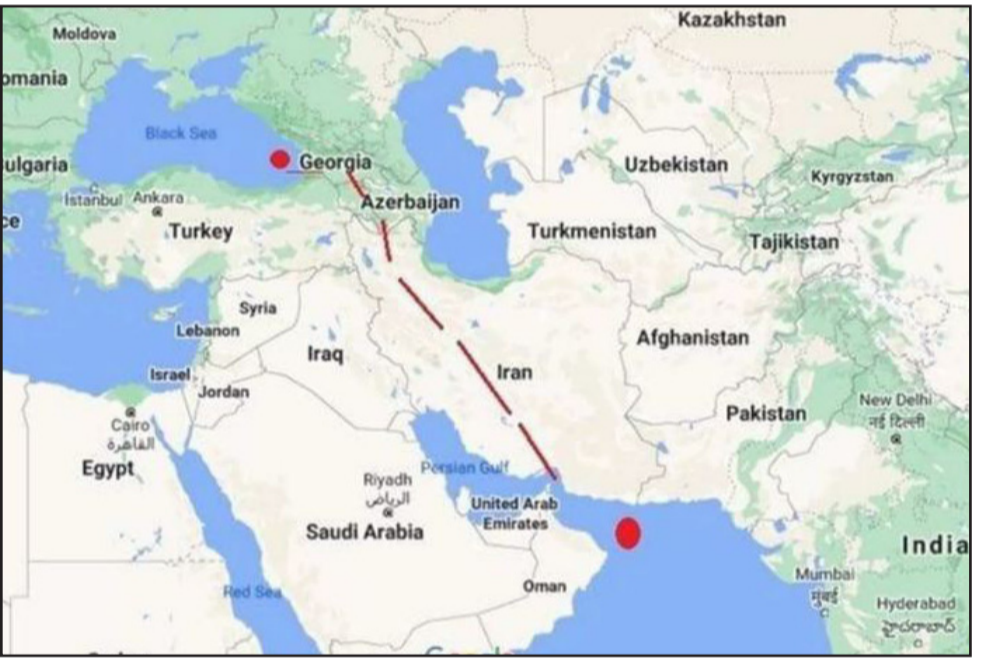 Kazakhstan
Moldova
omania
Black Sea
ulgaria
Georgia
Uzbekistan
Kyrgyzstan
İstanbul
Ankara
Azerbaijan
ce
Turkey
Turkmenistan
Tajikistan
Syria
Lebanon
Afghanistan
Iraq
Israel
Iran
Jordan
New Delhi
नई दिल्ली
Pakistan
Cairo
القاهرة
Egypt
Persian Gulf
Riyadh
الرياض
United Arab
Emirates
Saudi Arabia
India
Oman
Mumbai
मुंबई
Red Sea
Hyderabad